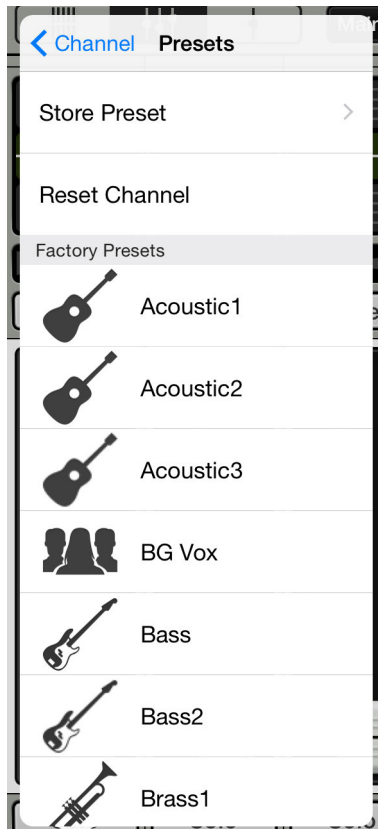 Channel Presets
Store Preset
Reset Channel
Factory Presets
Acoustic1
Acoustic2
Acoustic3
BG Vox
Bass
Bass2
Brass1